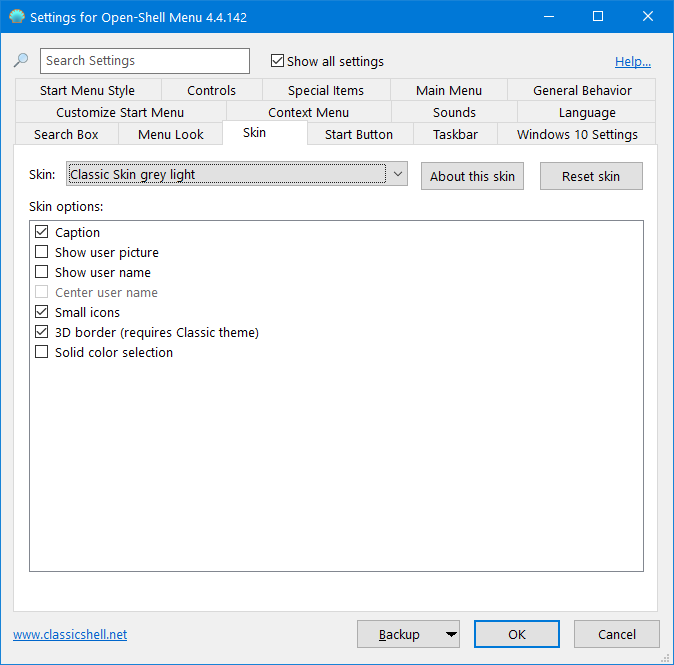 Settings for Open-Shell Menu 4.4.142
Search Settings
Show all settings
Help...
Start Menu Style Controls Special Items Main Menu General Behavior
Customize Start Menu Context Menu Sounds Language
Search Box Menu Look Skin Start Button Taskbar Windows 10 Settings
Skin: Classic Skin grey light About this skin Reset skin
Skin options:
Caption
Show user picture
Show user name
Center user name
Small icons
3D border (requires Classic theme)
Solid color selection
www.classicshell.net Backup OK Cancel